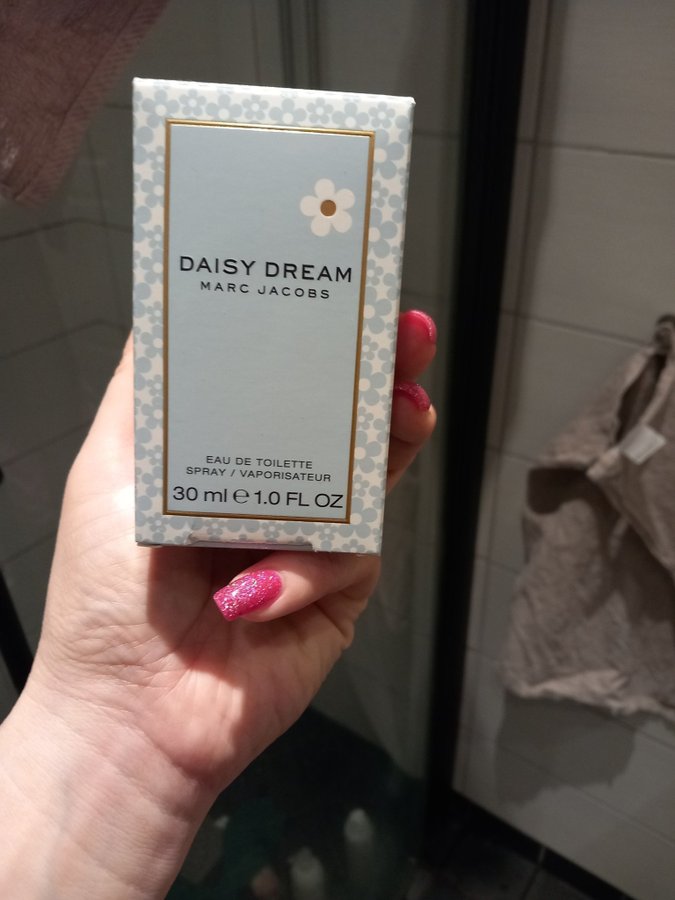 DAISY DREAM
MARC JACOBS
EAU DE TOILETTE
SPRAY / VAPORISATEUR
30 ml ℮ 1.0 FL OZ